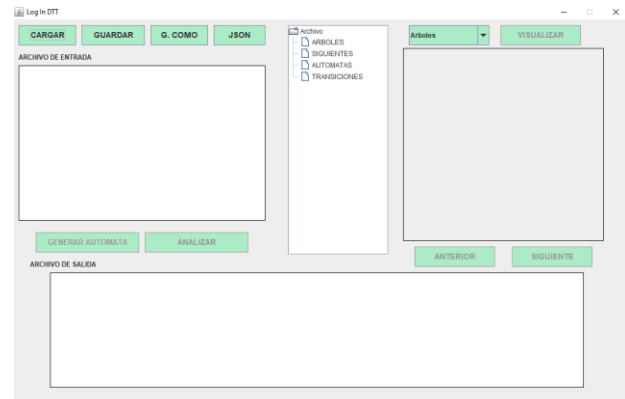 Log In DTT
CARGAR GUARDAR G. COMO JSON
ARCHIVO DE ENTRADA
GENERAR AUTOMATA ANALIZAR
Archivo
ARBOLES
SIGUIENTES
AUTOMATAS
TRANSICIONES
Arboles VISUALIZAR
ANTERIOR SIGUIENTE
ARCHIVO DE SALIDA